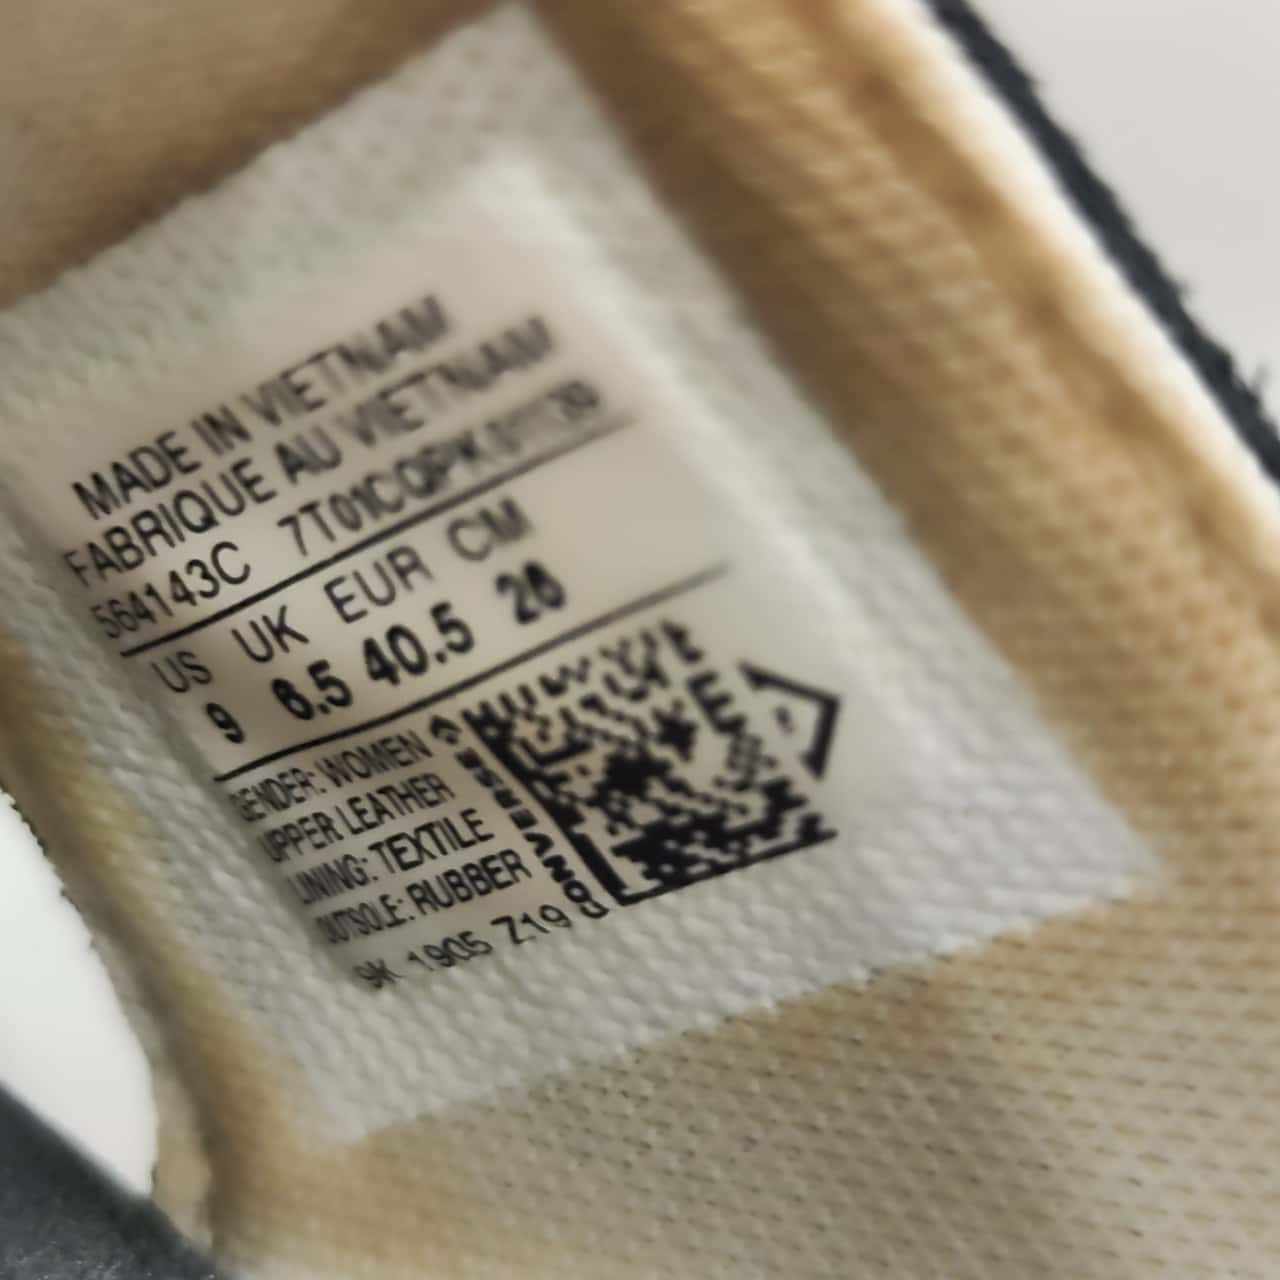 MADE IN VIETNAM
FABRIQUE AU VIETNAM
564143C
US UK EUR CM
9 6.5 40.5 26
GENDER: WOMEN
UPPER LEATHER
LINING: TEXTILE
OUTSOLE: RUBBER
9K 1905 Z19
CONVERSE